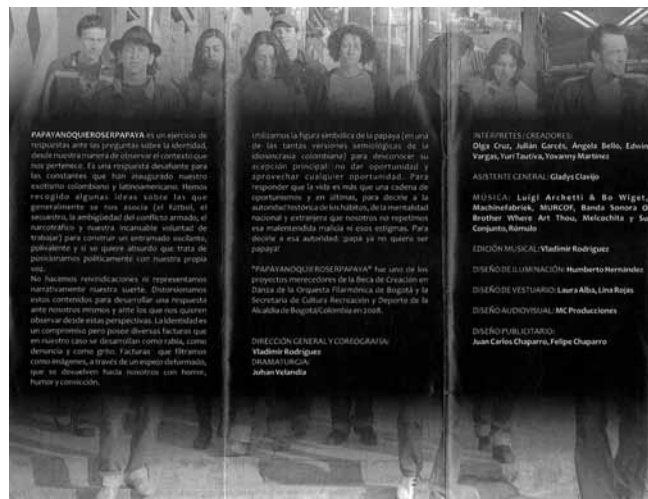 PAPAYANOQUIEROSERPAPAYA es un ejercicio de
respuestas ante las preguntas sobre la identidad,
desde nuestra manera de observar el contexto que
nos pertenece. Es una respuesta desafiante para
las constantes que han inaugurado nuestro
exotismo colombiano y latinoamericano. Hemos
recogido algunas ideas sobre las que
generalmente se nos asocia (el fútbol, el
secuestro, la ambigüedad del conflicto armado, el
narcotráfico y nuestra incansable voluntad de
trabajar) para construir un entramado oscilante,
polivalente y si se quiere absurdo que trata de
posicionarnos políticamente con nuestra propia
voz.
No hacemos reivindicaciones ni representamos
narrativamente nuestra suerte. Distorsionamos
estos contenidos para desarrollar una respuesta
ante nosotros mismos y ante los que nos quieren
observar desde estas perspectivas. La identidad es
un compromiso pero posee diversas facturas que
en nuestro caso se desarrollan como rabia, como
denuncia y como grito. Facturas que filtramos
como imágenes, a través de un espejo deformado,
que se devuelven hacia nosotros con horror,
humor y convicción.
Utilizamos la figura simbólica de la papaya (en una
de las tantas versiones semiológicas de la
idiosincrasia colombiana) para desconocer su
acepción principal: no dar oportunidad y
aprovechar cualquier oportunidad. Para
responder que la vida es más que una cadena de
oportunismos y en últimas, para decirle a la
autoridad histórica de los hábitos, de la mentalidad
nacional y extranjera que nosotros no repetimos
esa malentendida malicia ni esos estigmas. Para
decirle a esa autoridad: ¡papá ya no quiero ser
papaya!
"PAPAYANOQUIEROSERPAPAYA" fue uno de los
proyectos merecedores de la Beca de Creación en
Danza de la Orquesta Filarmónica de Bogotá y la
Secretaría de Cultura Recreación y Deporte de la
Alcaldía de Bogotá/Colombia en 2008.
DIRECCIÓN GENERAL Y COREOGRAFÍA:
Vladimir Rodríguez
DRAMATURGIA:
Juhan Velandia
INTÉRPRETES / CREADORES:
Olga Cruz, Julián Garcés, Ángela Bello, Edwin
Vargas, Yuri Tautiva, Yovanny Martínez
ASISTENTE GENERAL: Gladys Clavijo
MÚSICA: Luigi Archetti & Bo Wiget,
Machinefabriek, MURCOF, Banda Sonora O
Brother Where Art Thou, Melcochita y Su
Conjunto, Rómulo
EDICIÓN MUSICAL: Vladimir Rodríguez
DISEÑO DE ILUMINACIÓN: Humberto Hernández
DISEÑO DE VESTUARIO: Laura Alba, Lina Rojas
DISEÑO AUDIOVISUAL: MC Producciones
DISEÑO PUBLICITARIO:
Juan Carlos Chaparro, Felipe Chaparro